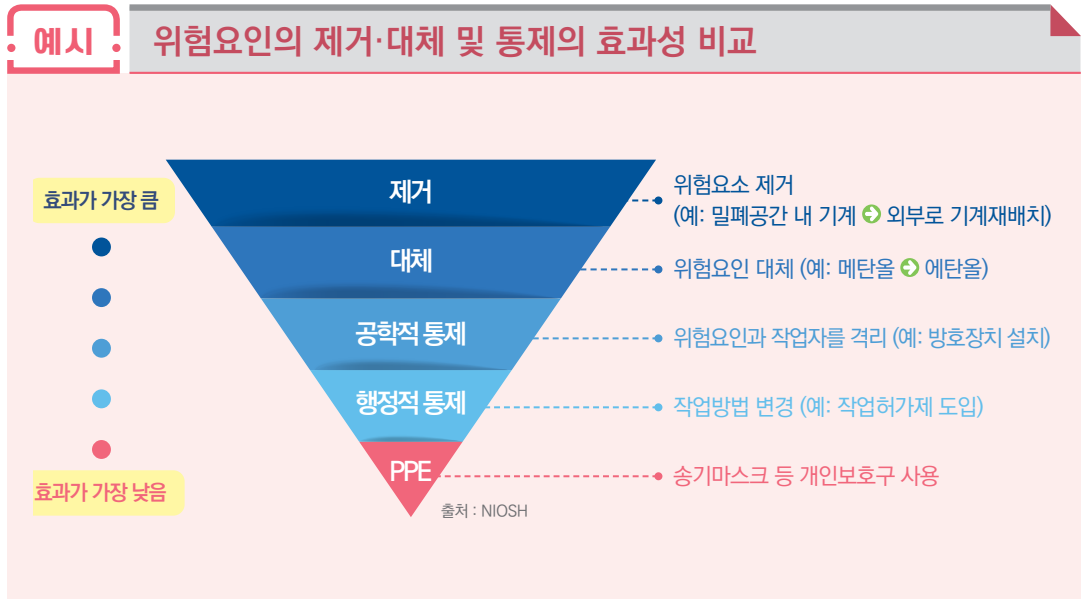 예시
위험요인의 제거·대체 및 통제의 효과성 비교
효과가 가장 큼
제거
위험요소 제거
(예: 밀폐공간 내 기계 ➲ 외부로 기계재배치)
대체
위험요인 대체 (예: 메탄올 ➲ 에탄올)
공학적 통제
위험요인과 작업자를 격리 (예: 방호장치 설치)
행정적 통제
작업방법 변경 (예: 작업허가제 도입)
PPE
송기마스크 등 개인보호구 사용
효과가 가장 낮음
출처 : NIOSH